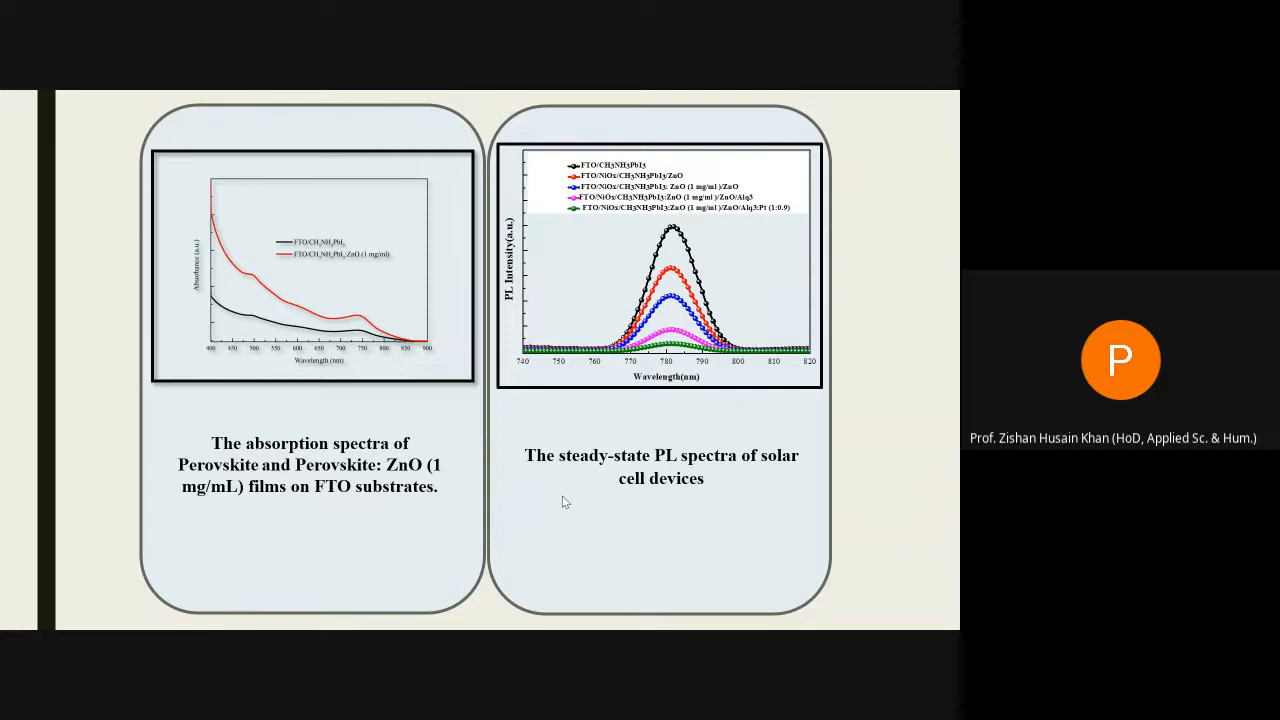 FTO/CH3NH3PbI3
FTO/CH3NH3PbI3:ZnO (1 mg/ml)
Absorbance (a.u.)
400 450 500 550 600 650 700 750 800 850 900
Wavelength (nm)
The absorption spectra of
Perovskite and Perovskite: ZnO (1
mg/mL) films on FTO substrates.
FTO/CH3NH3PbI3
FTO/NiOx/CH3NH3PbI3/ZnO
FTO/NiOx/CH3NH3PbI3: ZnO (1 mg/ml )/ZnO
FTO/NiOx/CH3NH3PbI3:ZnO (1 mg/ml )/ZnO/Alq3
FTO/NiOx/CH3NH3PbI3:ZnO (1 mg/ml )/ZnO/Alq3:Pt (1:0.9)
PL Intensity(a.u.)
740 750 760 770 780 790 800 810 820
Wavelength(nm)
The steady-state PL spectra of solar
cell devices
P
Prof. Zishan Husain Khan (HoD, Applied Sc. & Hum.)